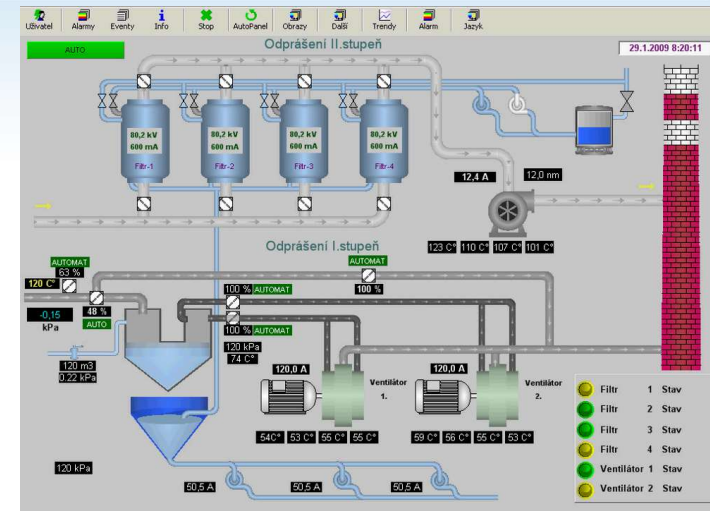 Uživatel Alarmy Eventy Info Stop AutoPanel Obrazy Další Trendy Alarm Jazyk
AUTO
Odprášení II.stupeň
29.1.2009 8:20:11
80,2 kV 80,2 kV 80,2 kV 80,2 kV
600 mA 600 mA 600 mA 600 mA
Filtr-1 Filtr-2 Filtr-3 Filtr-4
12,4 A 12,0 nm
123 C° 110 C° 107 C° 101 C°
Odprášení I.stupeň
AUTOMAT
63 %
120 C°
AUTOMAT
100 %
100 % AUTOMAT
48 %
AUTO
-0,15
kPa
100 % AUTOMAT
120 kPa
74 C°
120 m3
0.22 kPa
120,0 A
Ventilátor
1.
120,0 A
Ventilátor
2.
54C° 53 C° 55 C° 55 C°
59 C° 56 C° 55 C° 53 C°
Filtr 1 Stav
Filtr 2 Stav
Filtr 3 Stav
Filtr 4 Stav
Ventilátor 1 Stav
Ventilátor 2 Stav
120 kPa
50,5 A 50,5 A 50,5 A